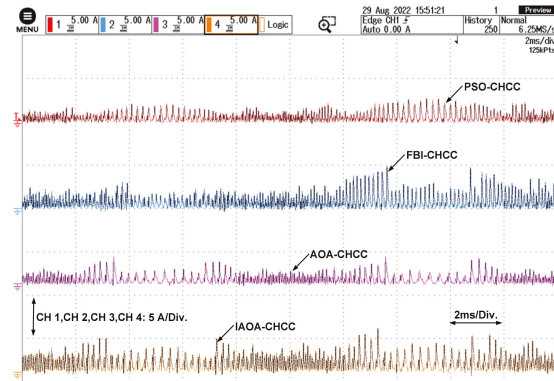 29 Aug 2022 15:51:21 1 Preview
MENU 1 5.00 A 2 5.00 A 3 5.00 A 4 5.00 A Logic Edge CH1 History Normal
Auto 0.00 A 250 6.25MS/s
2ms/div
125kPts
PSO-CHCC
FBI-CHCC
AOA-CHCC
CH 1,CH 2,CH 3,CH 4: 5 A/Div.
2ms/Div.
IAOA-CHCC